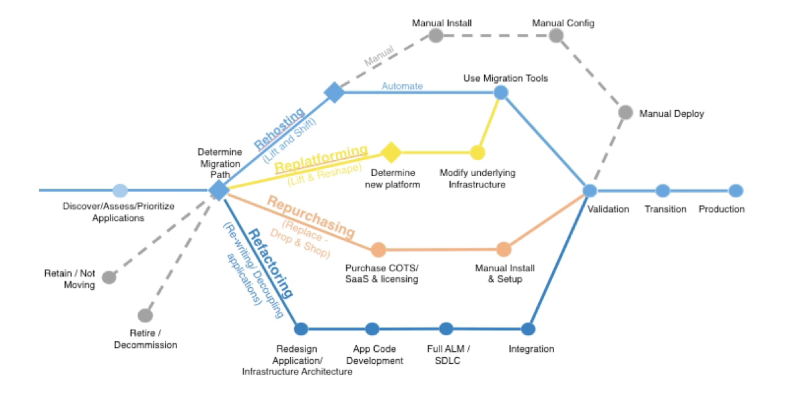 Manual Install
Manual Config
Manual
Use Migration Tools
Automate
Manual Deploy
Rehosting
(Lift and Shift)
Determine
Migration
Path
Replatforming
(Lift & Reshape)
Determine
new platform
Modify underlying
Infrastructure
Discover/Assess/Prioritize
Applications
Repurchasing
(Replace -
Drop & Shop)
Validation
Transition
Production
Refactoring
(Re-writing/ Decoupling
applications)
Retain / Not
Moving
Purchase COTS/
SaaS & licensing
Manual Install
& Setup
Retire /
Decommission
Redesign
Application/
Infrastructure Architecture
App Code
Development
Full ALM /
SDLC
Integration